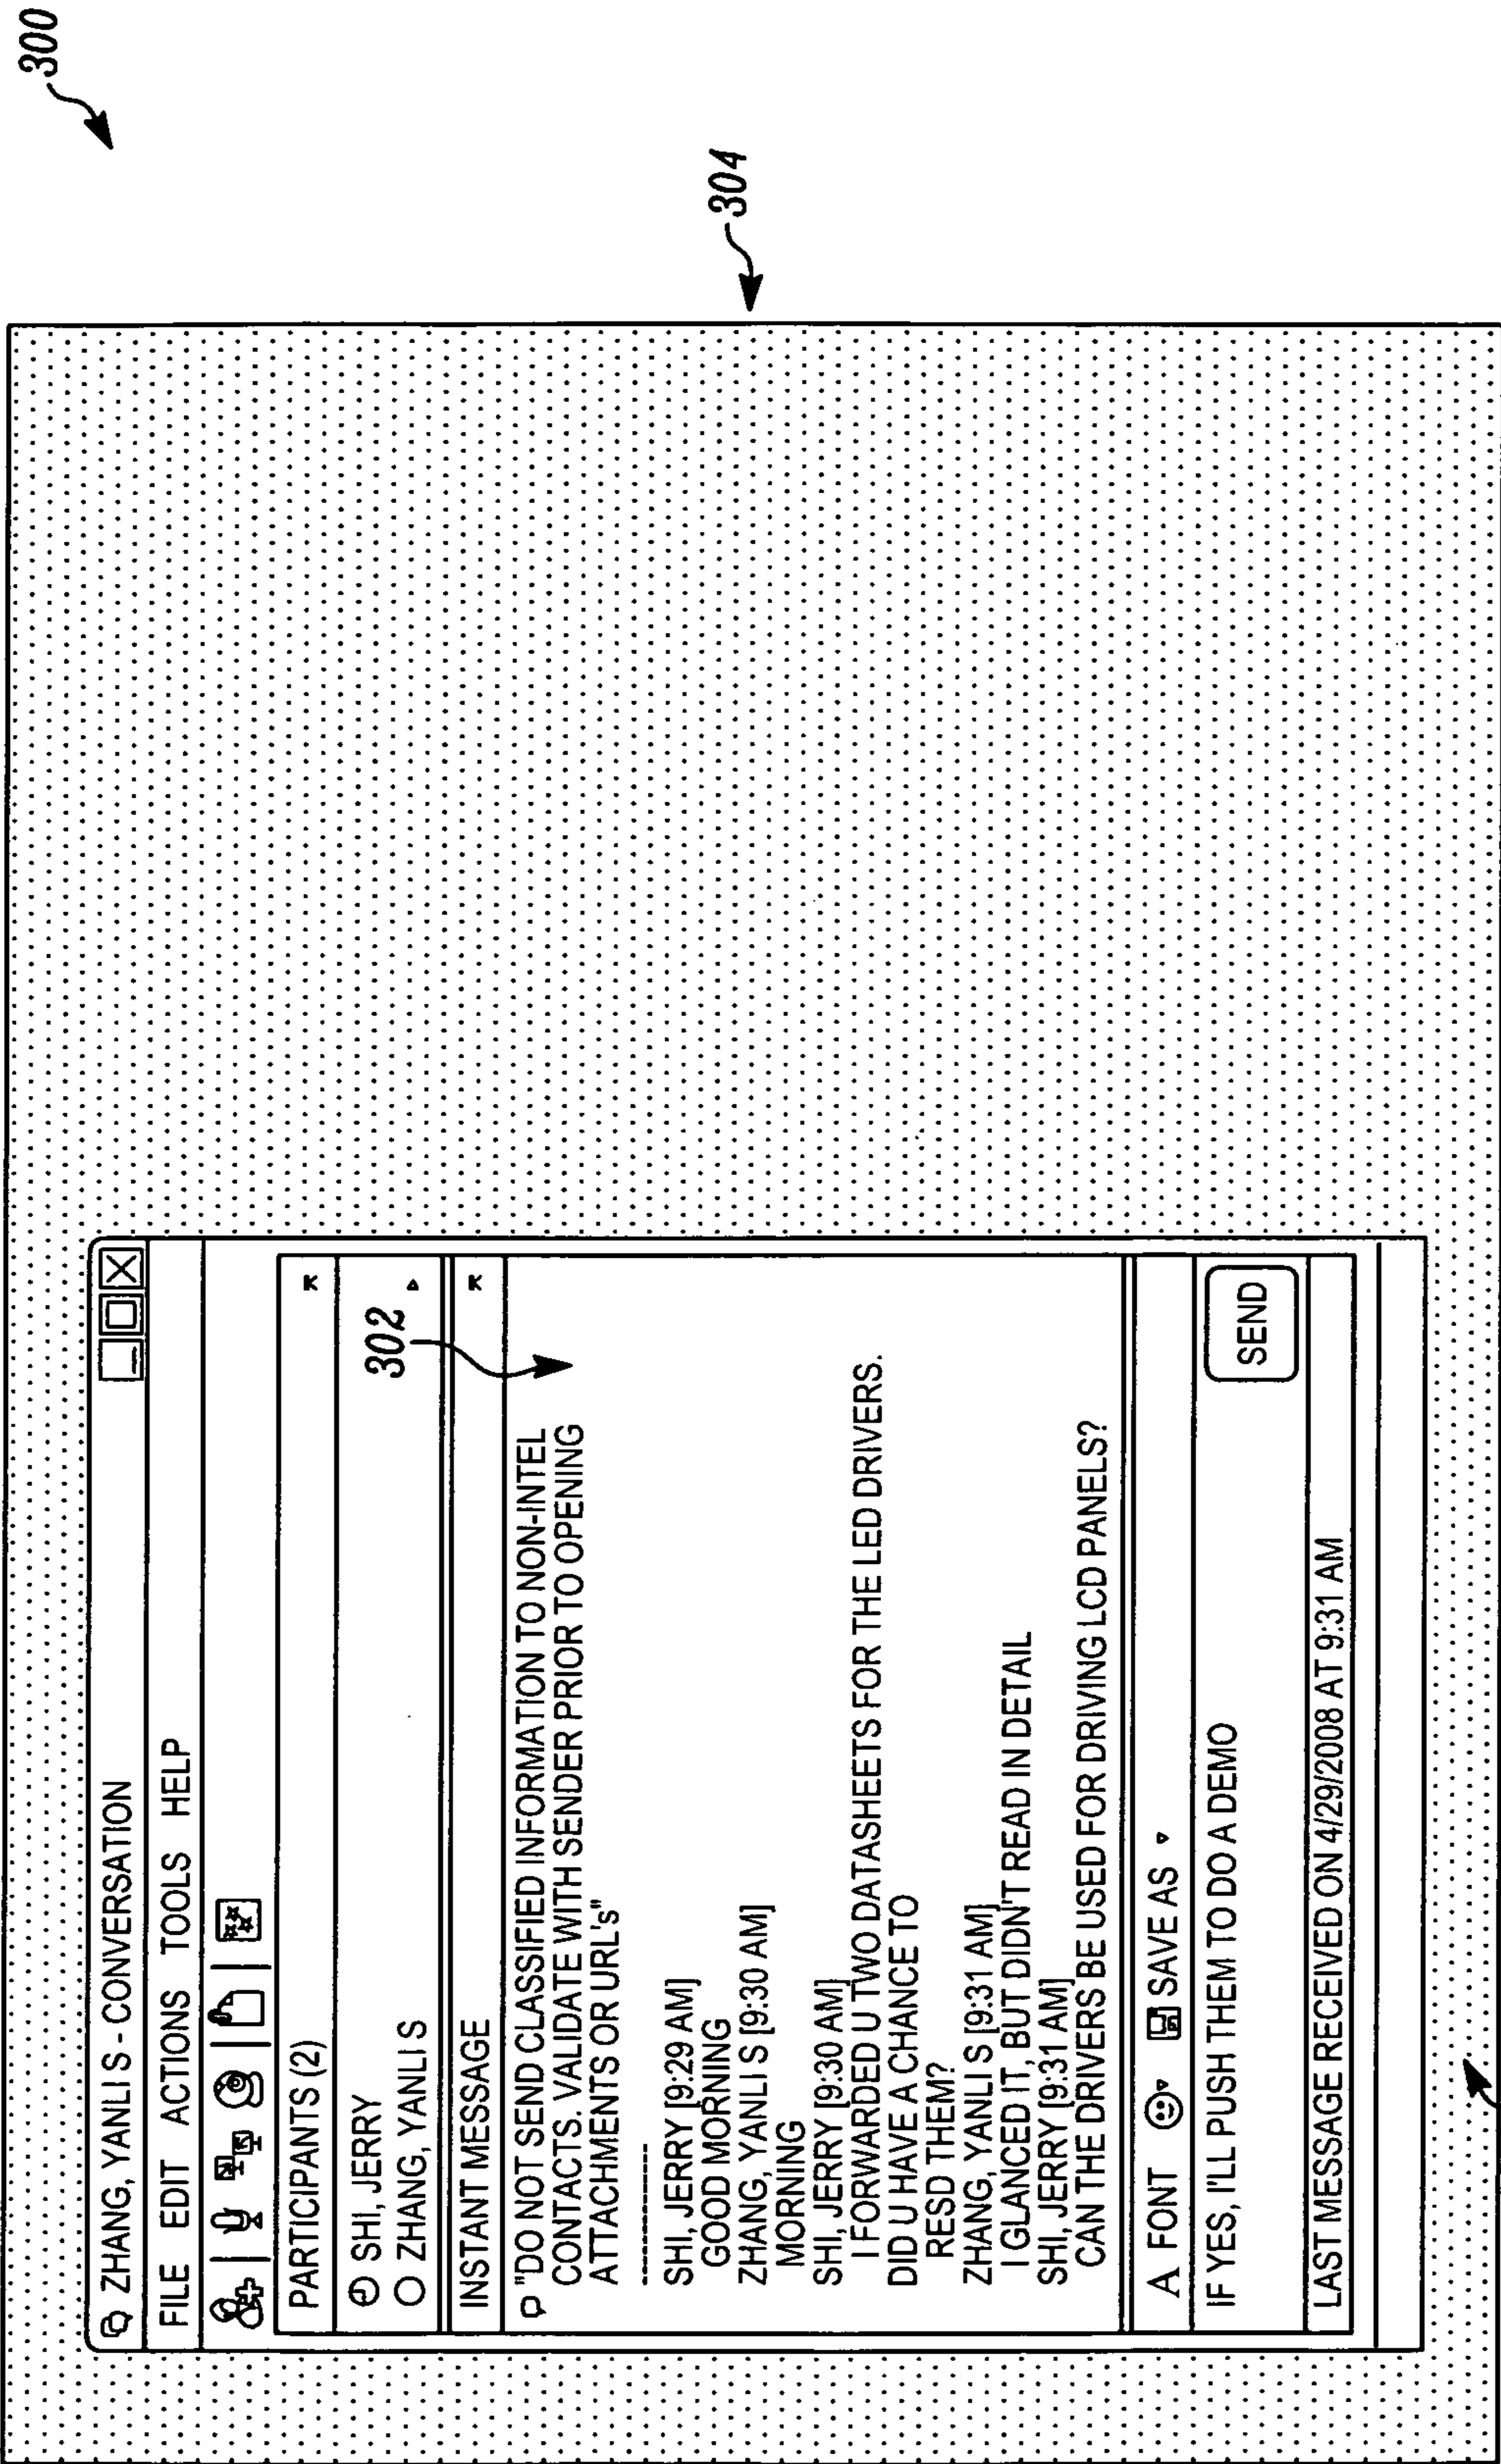 300
304
ZHANG, YANLI S - CONVERSATION
FILE EDIT ACTIONS TOOLS HELP
PARTICIPANTS (2)
SHI, JERRY
302
ZHANG, YANLI S
INSTANT MESSAGE
"DO NOT SEND CLASSIFIED INFORMATION TO NON-INTEL
CONTACTS. VALIDATE WITH SENDER PRIOR TO OPENING
ATTACHMENTS OR URL's"
------------
SHI, JERRY [9:29 AM]
GOOD MORNING
ZHANG, YANLI S [9:30 AM]
MORNING
SHI, JERRY [9:30 AM]
I FORWARDED U TWO DATASHEETS FOR THE LED DRIVERS.
DID U HAVE A CHANCE TO
RESD THEM?
ZHANG, YANLI S [9:31 AM]
I GLANCED IT, BUT DIDN'T READ IN DETAIL
SHI, JERRY [9:31 AM]
CAN THE DRIVERS BE USED FOR DRIVING LCD PANELS?
A FONT SAVE AS
IF YES, I'LL PUSH THEM TO DO A DEMO
SEND
LAST MESSAGE RECEIVED ON 4/29/2008 AT 9:31 AM